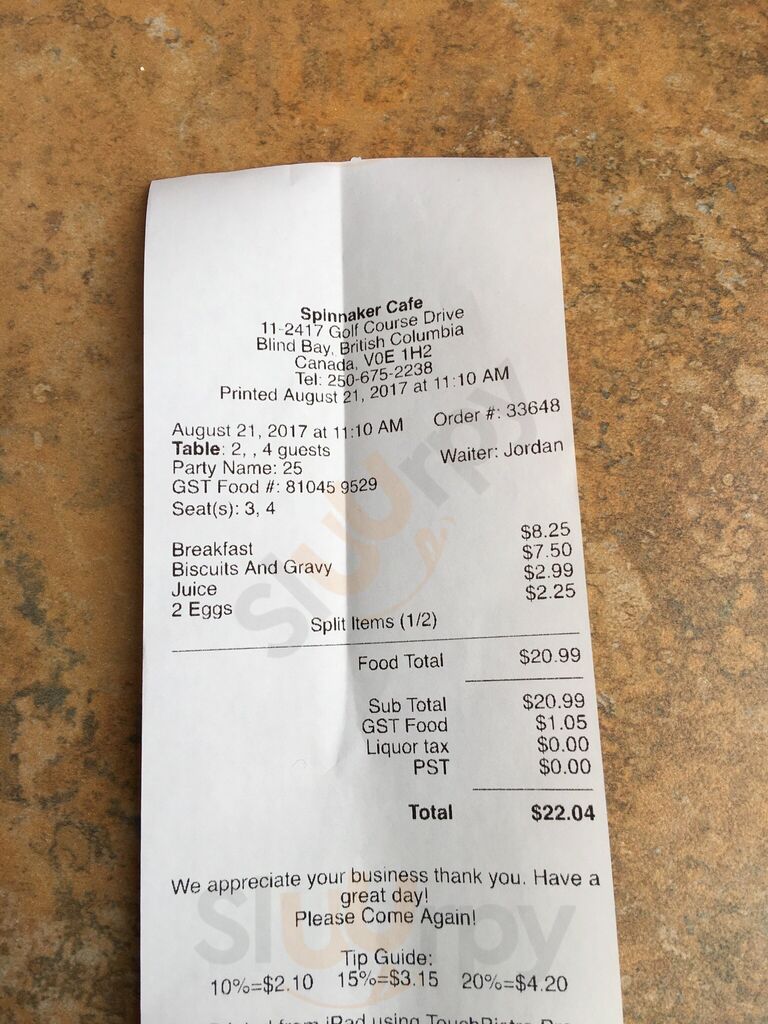 Spinnaker Cafe
11-2417 Golf Course Drive
Blind Bay, British Columbia
Canada, V0E 1H2
Tel: 250-675-2238
Printed August 21, 2017 at 11:10 AM
August 21, 2017 at 11:10 AM Order #: 33648
Table: 2, , 4 guests
Party Name: 25 Waiter: Jordan
GST Food #: 81045 9529
Seat(s): 3, 4
Breakfast $8.25
Biscuits And Gravy $7.50
Juice $2.99
2 Eggs $2.25
Split Items (1/2)
Food Total $20.99
Sub Total $20.99
GST Food $1.05
Liquor tax $0.00
PST $0.00
Total $22.04
We appreciate your business thank you. Have a
great day!
Please Come Again!
Tip Guide:
10%=$2.10 15%=$3.15 20%=$4.20
from iPad using
Sluurpy
Sluurpy